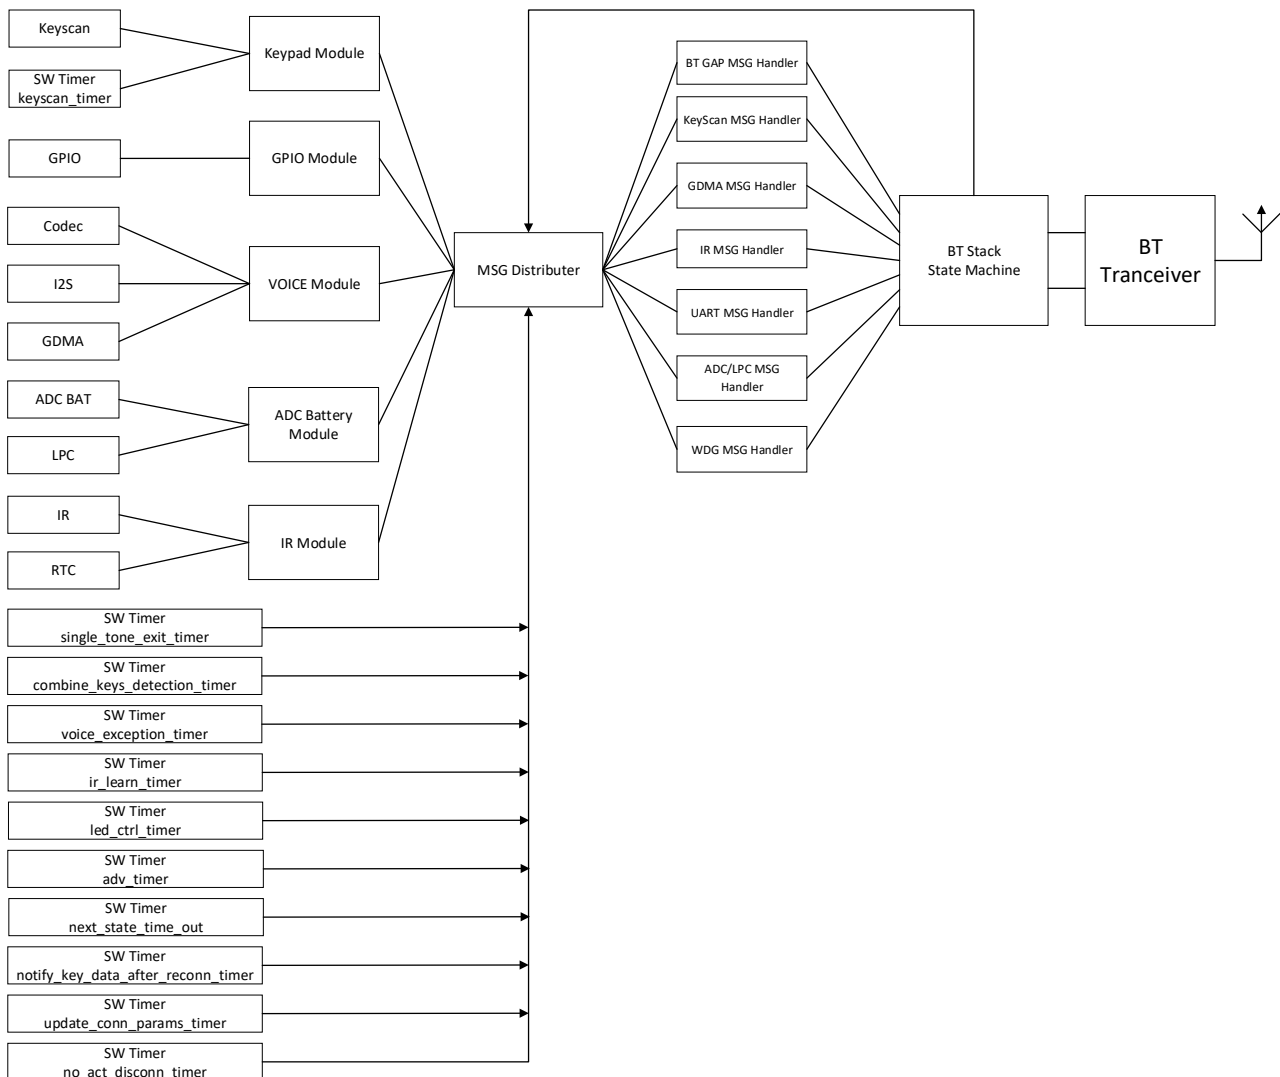 Keyscan
SW Timer
keyscan_timer
Keypad Module
GPIO
GPIO Module
Codec
I2S
GDMA
VOICE Module
ADC BAT
LPC
ADC Battery
Module
IR
RTC
IR Module
MSG Distributer
BT GAP MSG Handler
KeyScan MSG Handler
GDMA MSG Handler
IR MSG Handler
UART MSG Handler
ADC/LPC MSG
Handler
WDG MSG Handler
BT Stack
State Machine
BT
Tranceiver
SW Timer
single_tone_exit_timer
SW Timer
combine_keys_detection_timer
SW Timer
voice_exception_timer
SW Timer
ir_learn_timer
SW Timer
led_ctrl_timer
SW Timer
adv_timer
SW Timer
next_state_time_out
SW Timer
notify_key_data_after_reconn_timer
SW Timer
update_conn_params_timer
SW Timer
no_act_disconn_timer